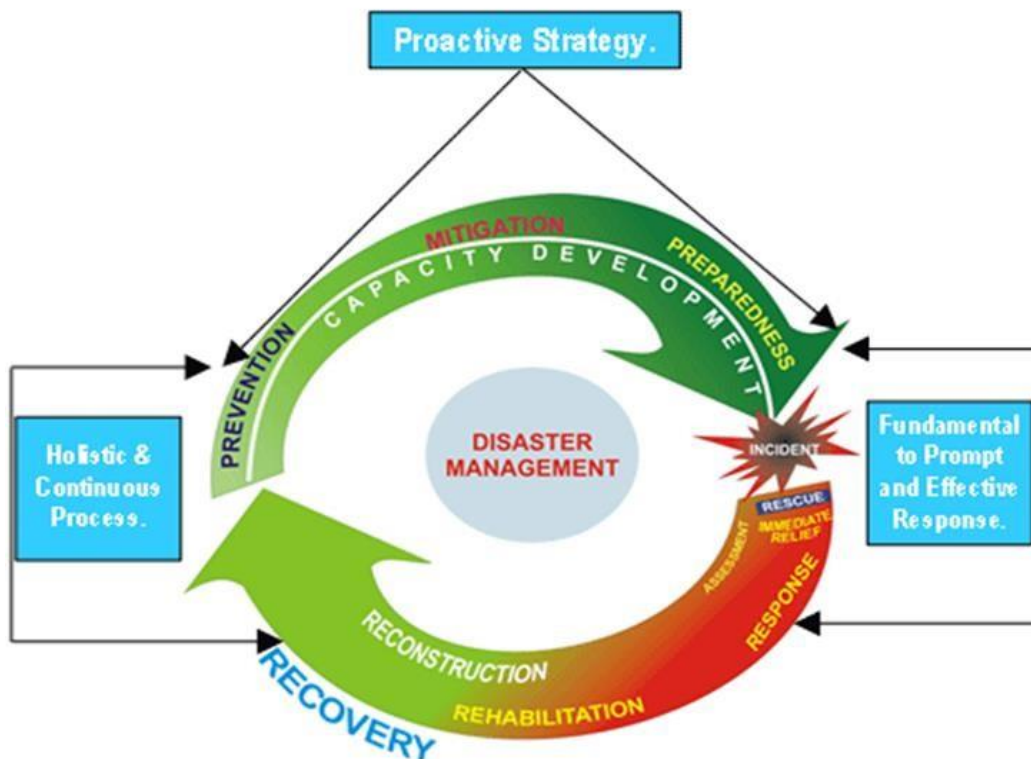 Proactive Strategy.
MITIGATION
CAPACITY DEVELOPMENT
PREPAREDNESS
PREVENTION
Holistic &
Continuous
Process.
DISASTER
MANAGEMENT
INCIDENT
Fundamental
to Prompt
and Effective
Response.
RESCUE
IMMEDIATE
RELIEF
ASSESSMENT
RESPONSE
RECONSTRUCTION
REHABILITATION
RECOVERY